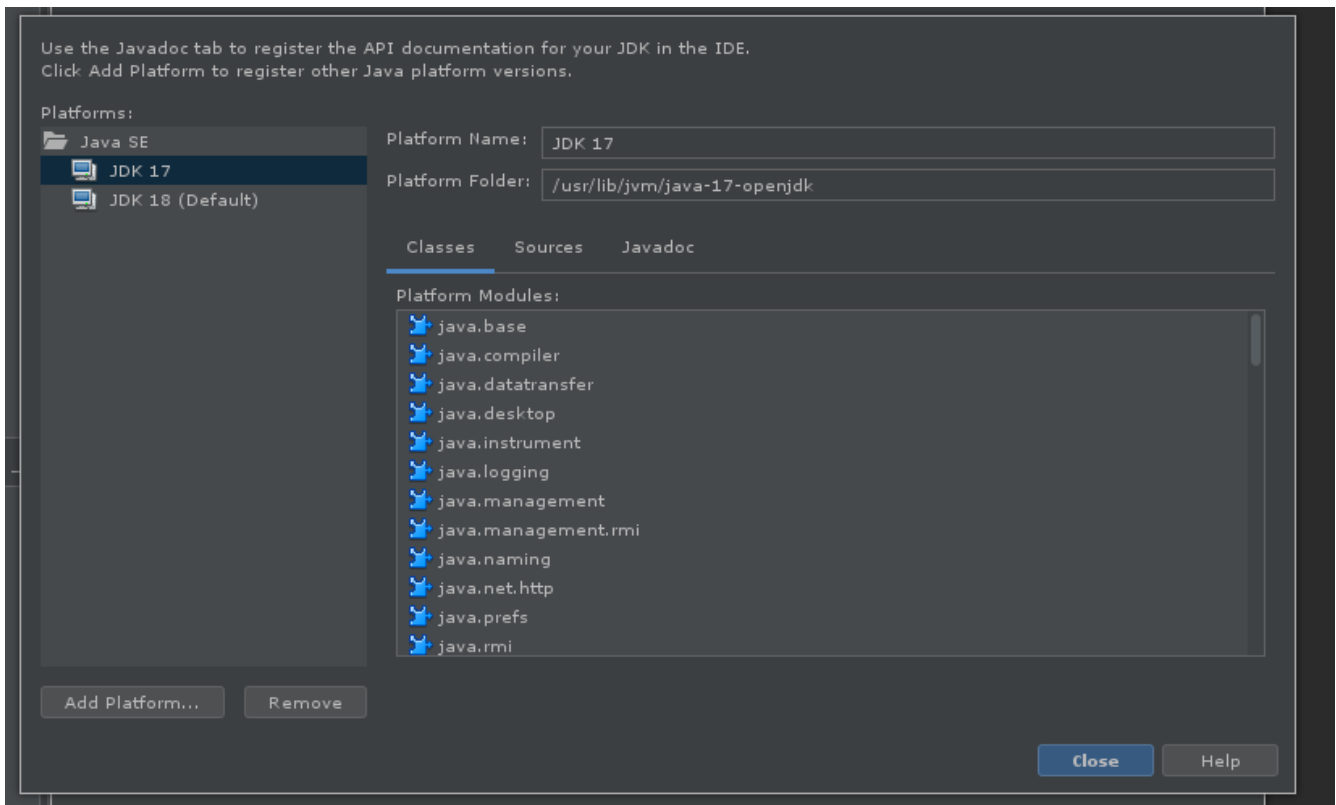 Use the Javadoc tab to register the API documentation for your JDK in the IDE.
Click Add Platform to register other Java platform versions.
Platforms:
Java SE
JDK 17
JDK 18 (Default)
Platform Name: JDK 17
Platform Folder: /usr/lib/jvm/java-17-openjdk
Classes Sources Javadoc
Platform Modules:
java.base
java.compiler
java.datatransfer
java.desktop
java.instrument
java.logging
java.management
java.management.rmi
java.naming
java.net.http
java.prefs
java.rmi
Add Platform... Remove
Close Help